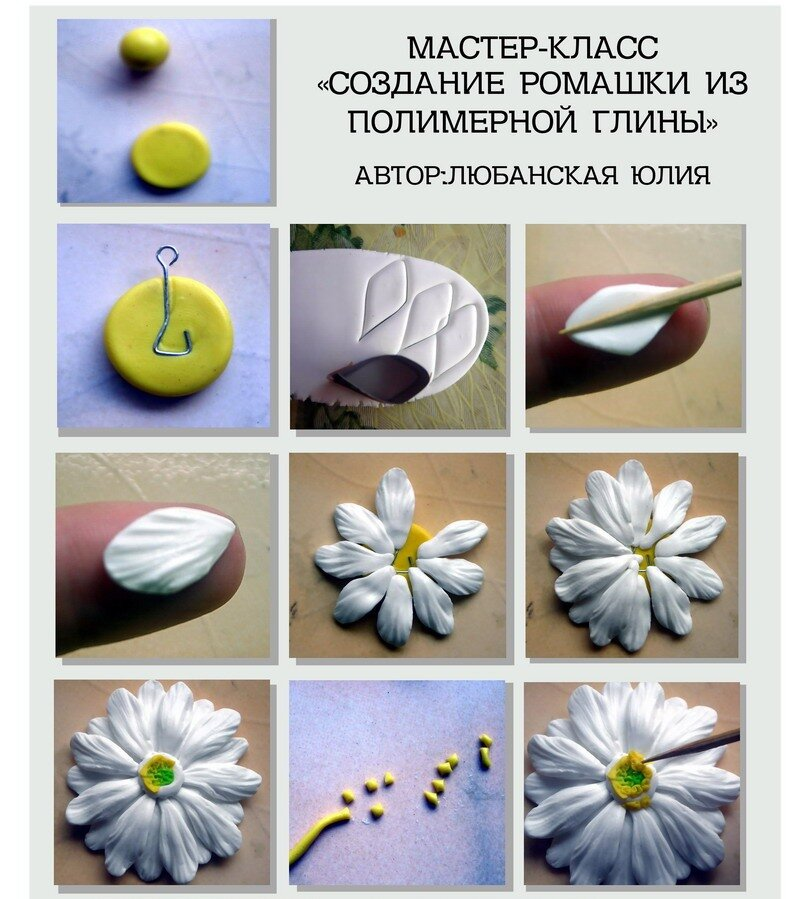 МАСТЕР-КЛАСС
«СОЗДАНИЕ РОМАШКИ ИЗ
ПОЛИМЕРНОЙ ГЛИНЫ»
АВТОР:ЛЮБАНСКАЯ ЮЛИЯ